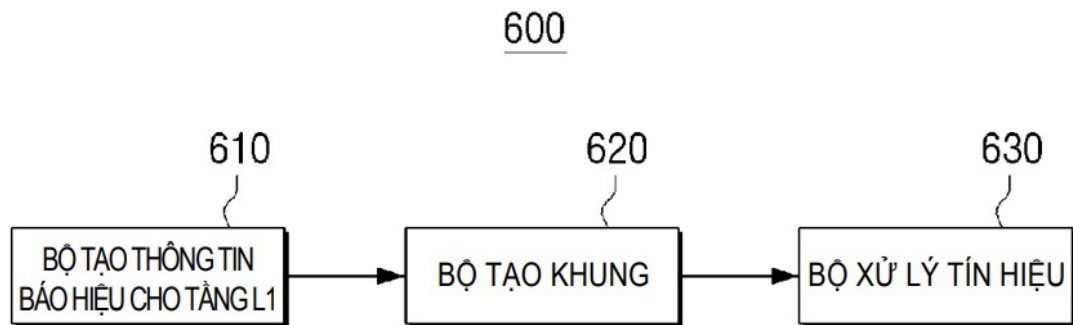 600
610
620
630
BỘ TẠO THÔNG TIN
BÁO HIỆU CHO TẦNG L1
BỘ TẠO KHUNG
BỘ XỬ LÝ TÍN HIỆU